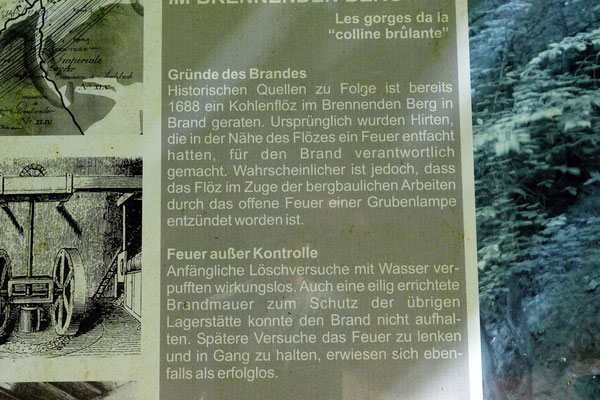 IM BRENNENDEN BERG
Les gorges da la
“colline brûlante”
Gründe des Brandes
Historischen Quellen zu Folge ist bereits
1688 ein Kohlenflöz im Brennenden Berg in
Brand geraten. Ursprünglich wurden Hirten,
die in der Nähe des Flözes ein Feuer entfacht
hatten, für den Brand verantwortlich
gemacht. Wahrscheinlicher ist jedoch, dass
das Flöz im Zuge der bergbaulichen Arbeiten
durch das offene Feuer einer Grubenlampe
entzündet worden ist.
Feuer außer Kontrolle
Anfängliche Löschversuche mit Wasser ver-
pufften wirkungslos. Auch eine eilig errichtete
Brandmauer zum Schutz der übrigen
Lagerstätte konnte den Brand nicht aufhal-
ten. Spätere Versuche das Feuer zu lenken
und in Gang zu halten, erwiesen sich eben-
falls als erfolglos.